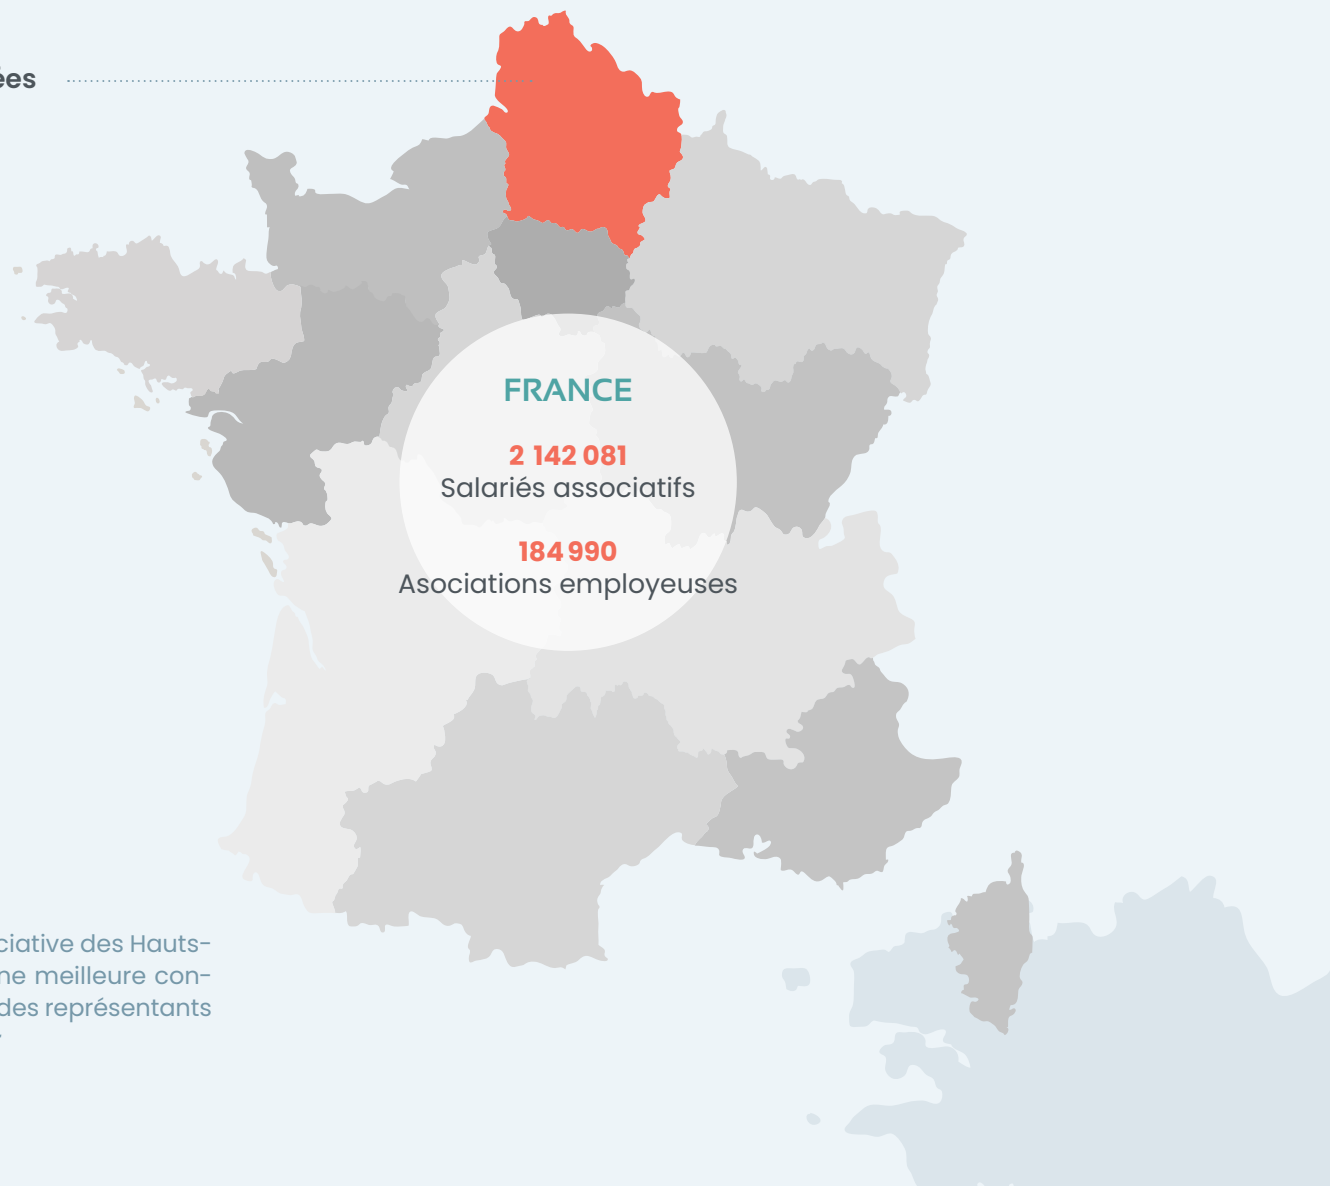 ées
FRANCE
2 142 081
Salariés associatifs
184 990
Asociations employeuses
ciative des Hauts-
ne meilleure con-
des représentants